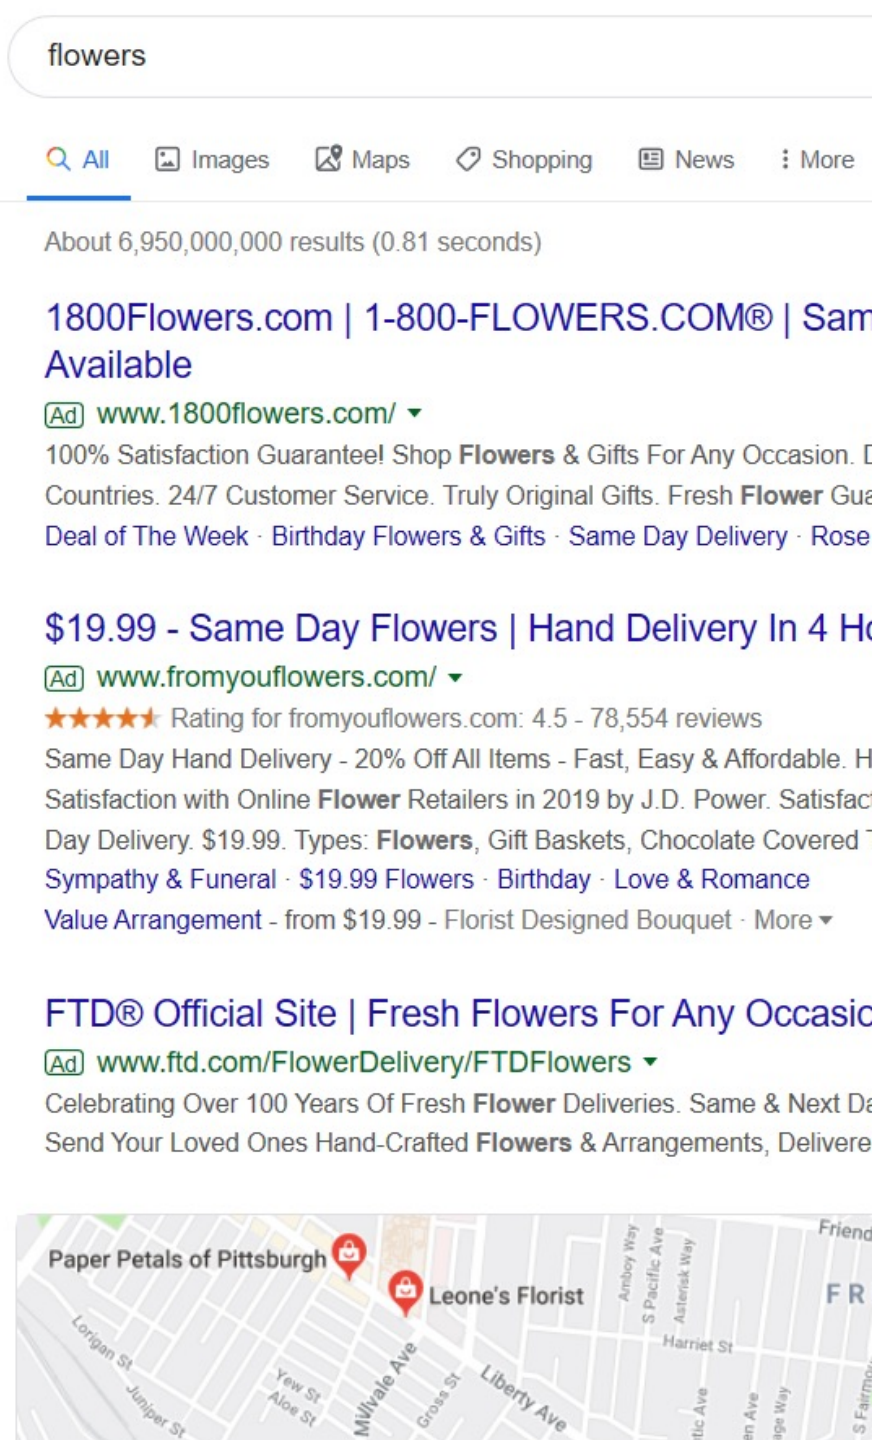 flowers
All Images Maps Shopping News More
About 6,950,000,000 results (0.81 seconds)
1800Flowers.com | 1-800-FLOWERS.COM® | Sam
Available
Ad www.1800flowers.com/
100% Satisfaction Guarantee! Shop Flowers & Gifts For Any Occasion. D
Countries. 24/7 Customer Service. Truly Original Gifts. Fresh Flower Gua
Deal of The Week · Birthday Flowers & Gifts · Same Day Delivery · Rose
$19.99 - Same Day Flowers | Hand Delivery In 4 Ho
Ad www.fromyouflowers.com/
Rating for fromyouflowers.com: 4.5 - 78,554 reviews
Same Day Hand Delivery - 20% Off All Items - Fast, Easy & Affordable. H
Satisfaction with Online Flower Retailers in 2019 by J.D. Power. Satisfact
Day Delivery. $19.99. Types: Flowers, Gift Baskets, Chocolate Covered T
Sympathy & Funeral · $19.99 Flowers · Birthday · Love & Romance
Value Arrangement - from $19.99 - Florist Designed Bouquet · More
FTD® Official Site | Fresh Flowers For Any Occasio
Ad www.ftd.com/FlowerDelivery/FTDFlowers
Celebrating Over 100 Years Of Fresh Flower Deliveries. Same & Next Da
Send Your Loved Ones Hand-Crafted Flowers & Arrangements, Delivere
Friend
Paper Petals of Pittsburgh
Amboy Way
S Pacific Ave
Asterisk Way
Leone's Florist
FR
Lorigan St
Harriet St
Juniper St
Yew St
Aloe St
Millvale Ave
Gross St
Liberty Ave
tic Ave
en Ave
age Way
S Fairmo